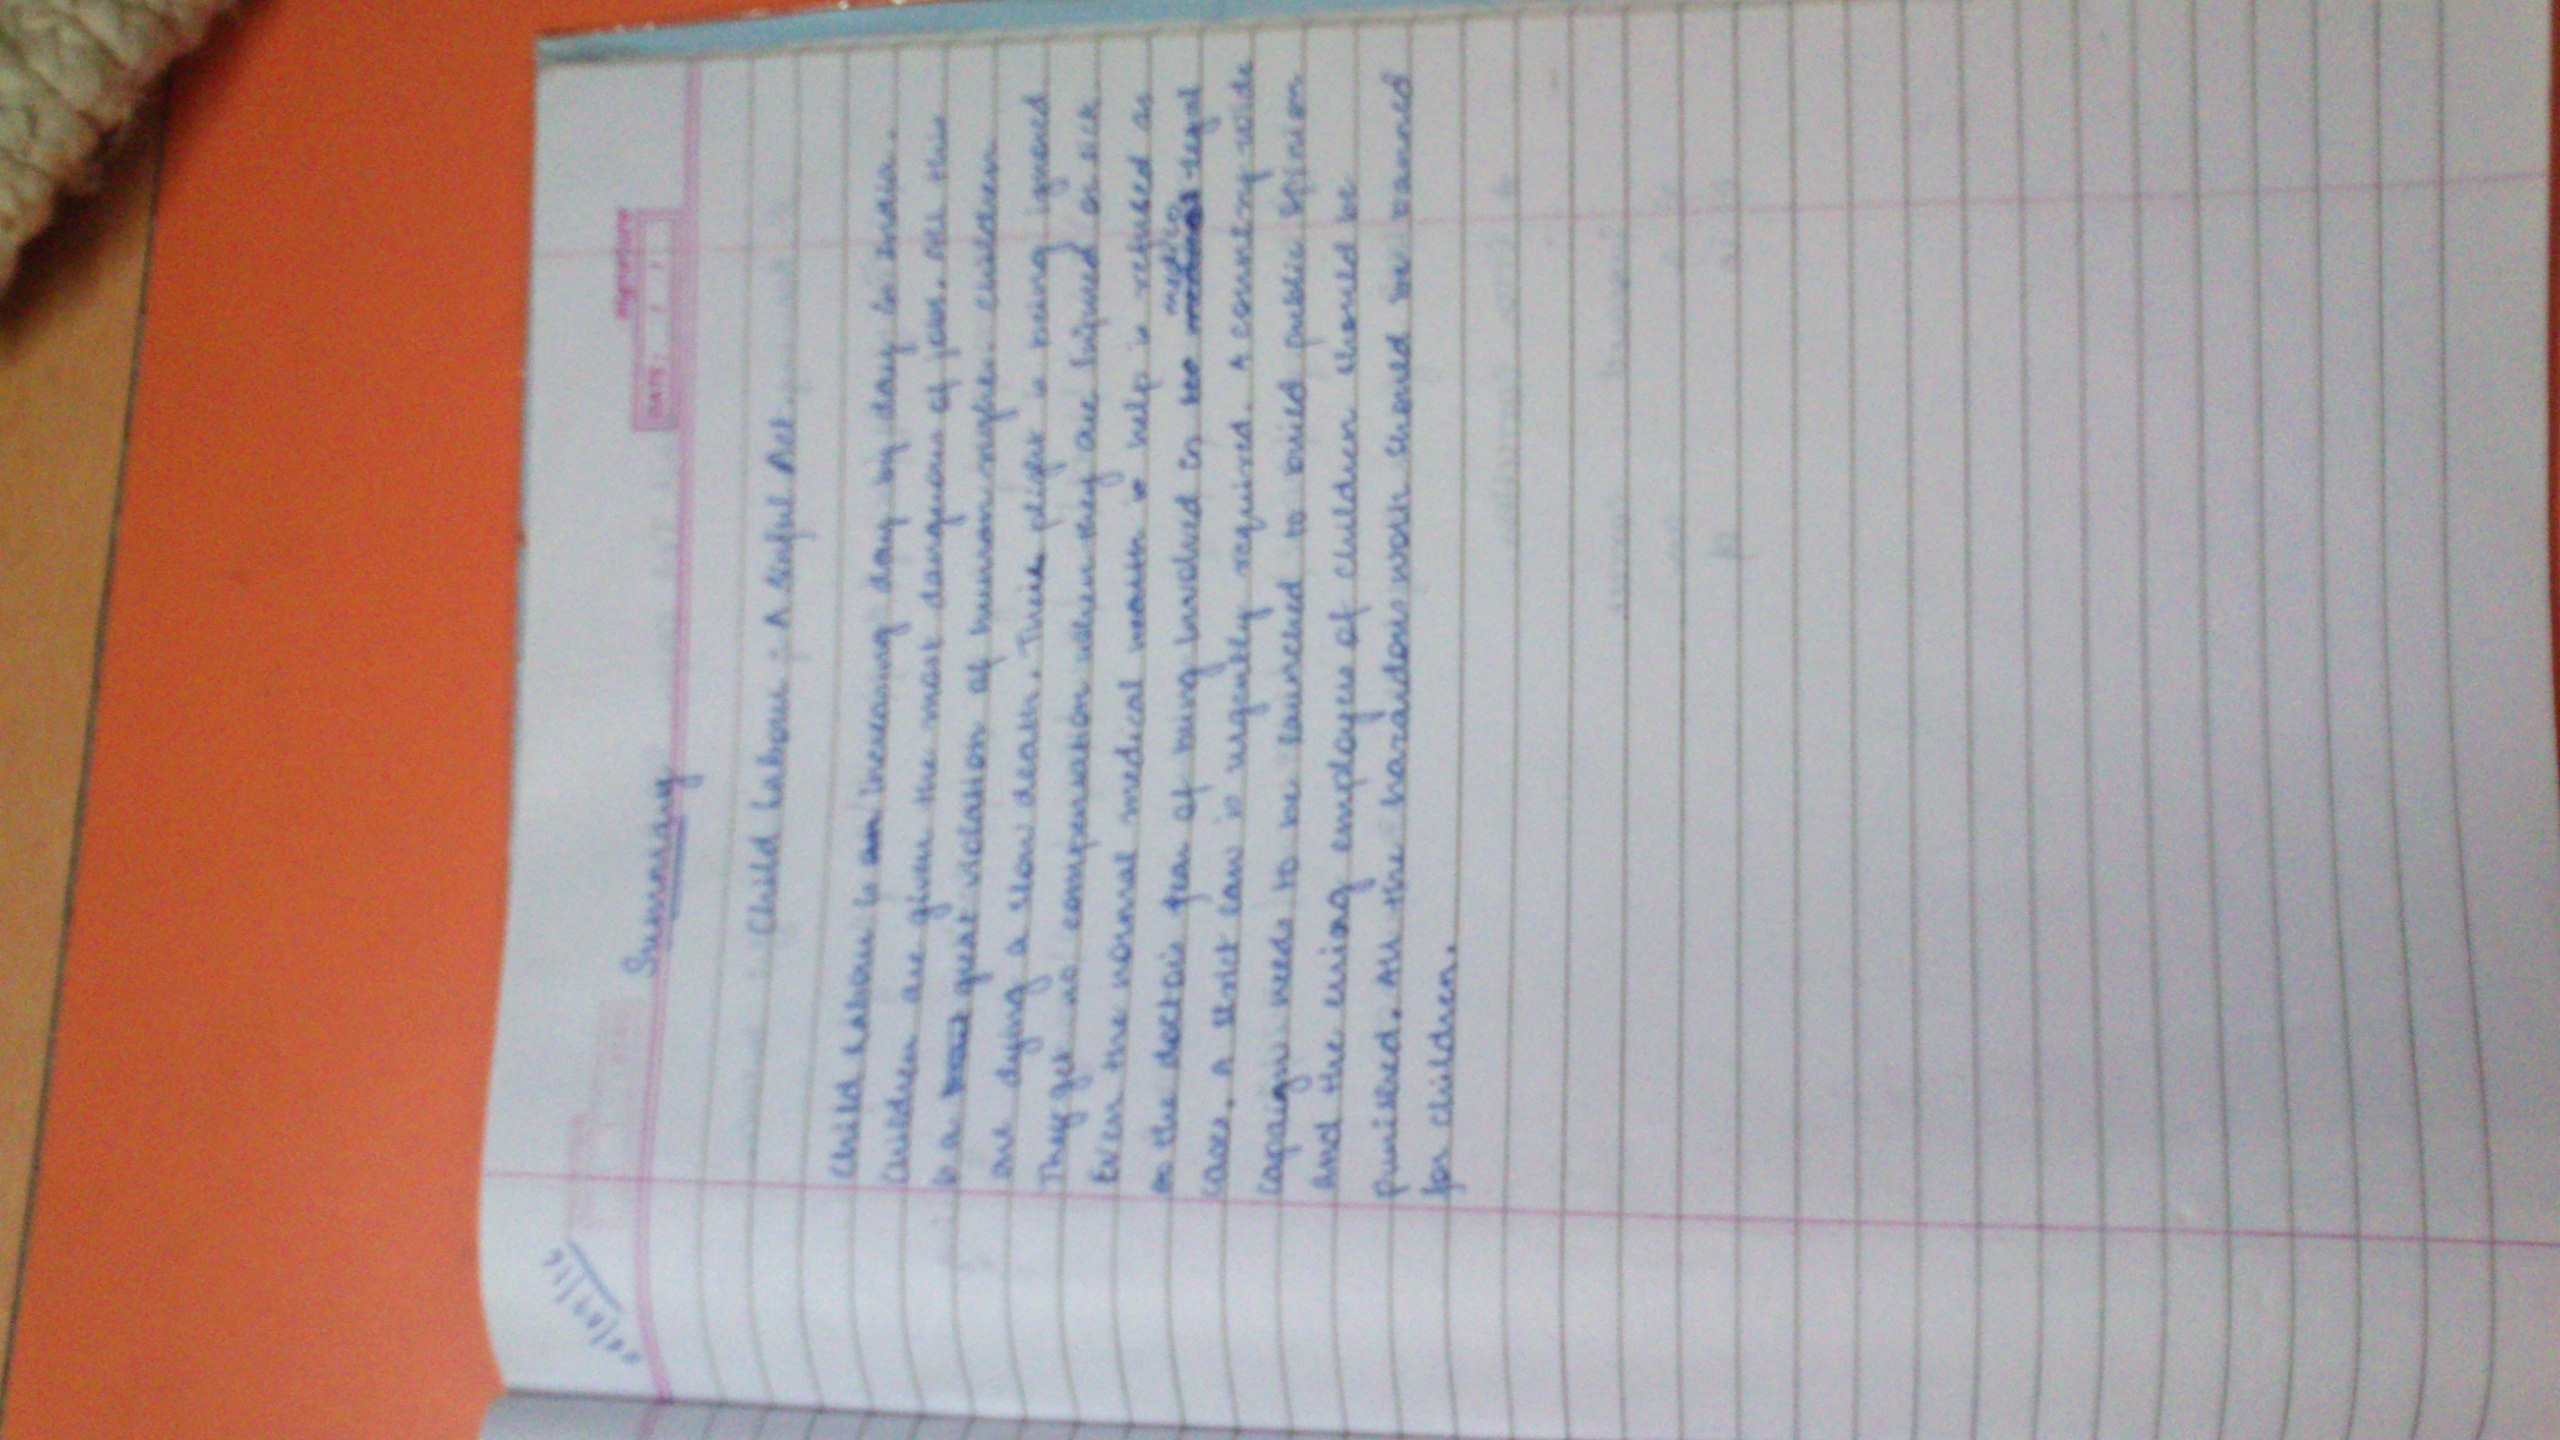 Summary
signature
DATE: / /
Child Labour : A Sinful Act.
Child Labour is an increasing day by day in India.
Children are given the most dangerous of jobs. All this
is a great violation of human rights. Children
are dying a slow death. Their plight is being ignored.
They get no compensation when they are injured or sick
Even the normal medical health is help is refused as
as the doctors fear of being involved in medico legal
cases. A strict law is urgently required. A country wide
capaign needs to be launched to build public opinion
and the erring employers of children should be
punished. All the hazardous work should be banned
for children.